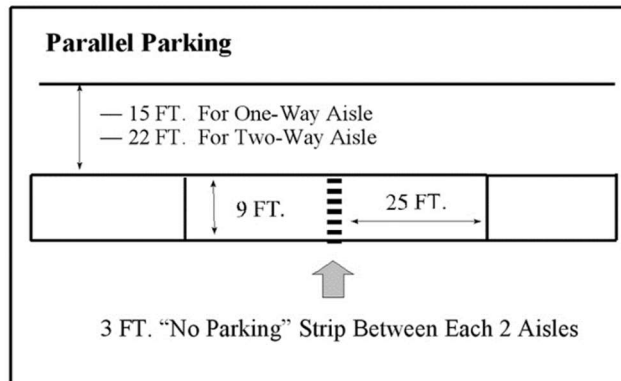 Parallel Parking
— 15 FT. For One-Way Aisle
— 22 FT. For Two-Way Aisle
9 FT.
25 FT.
3 FT. “No Parking” Strip Between Each 2 Aisles